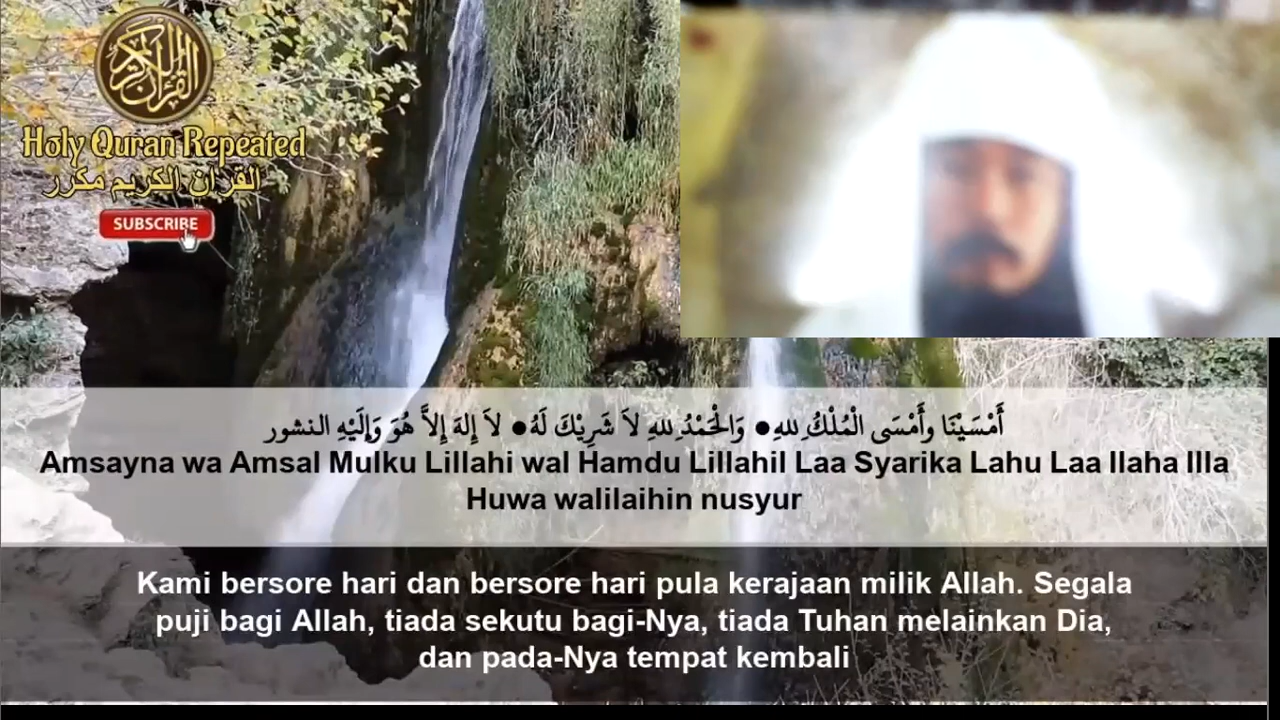 القرآن الكريم
Holy Quran Repeated
القرآن الكريم مكرر
SUBSCRIBE
أَمْسَيْنَا وأَمْسَى الْمُلْكُ لِلهِ● وَالْحَمْدُ لِلهِ لاَ شَرِيْكَ لَهُ● لاَ إِلهَ إِلاَّ هُوَ وَإِلَيْهِ النشور
Amsayna wa Amsal Mulku Lillahi wal Hamdu Lillahil Laa Syarika Lahu Laa Ilaha Illa
Huwa walilaihin nusyur
Kami bersore hari dan bersore hari pula kerajaan milik Allah. Segala
puji bagi Allah, tiada sekutu bagi-Nya, tiada Tuhan melainkan Dia,
dan pada-Nya tempat kembali